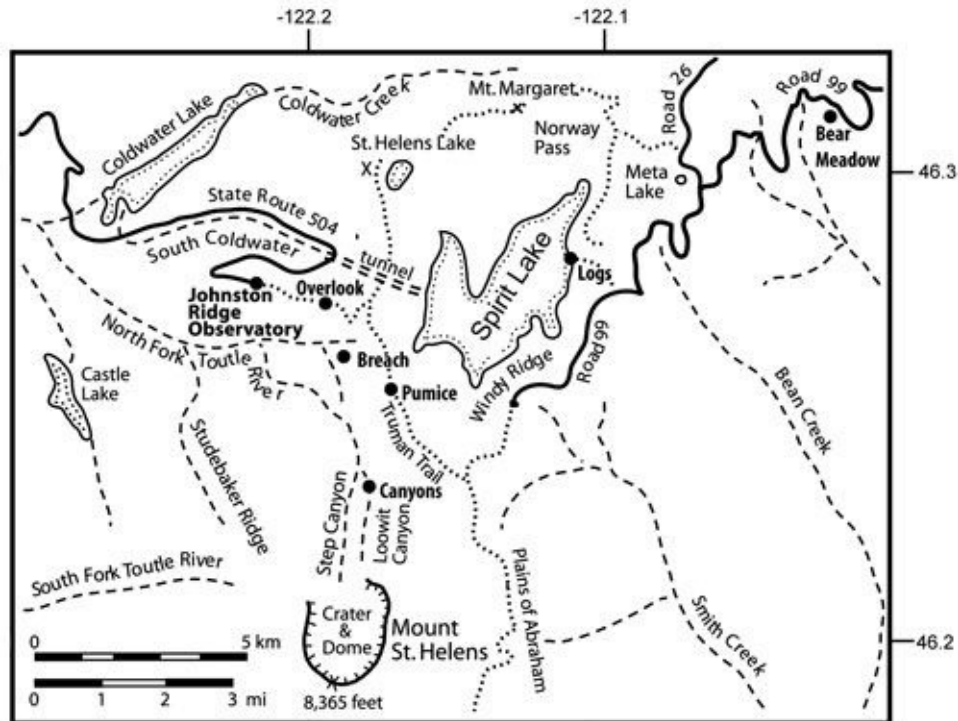 -122.2
-122.1
Coldwater Lake
Coldwater Creek
Mt. Margaret
Road 26
Road 99
Bear
Meadow
St. Helens Lake
X
Norway
Pass
Meta
Lake
46.3
State Route 504
South Coldwater
tunnel
Spirit Lake
Logs
Johnston
Ridge
Observatory
Overlook
North Fork Toutle River
Breach
Pumice
Windy Ridge
Road 99
Castle
Lake
Truman Trail
Bean Creek
Studebaker Ridge
Canyons
Step Canyon
Loowit
Canyon
Plains of Abraham
South Fork Toutle River
Smith Creek
Crater
&
Dome
Mount
St. Helens
46.2
0 5 km
0 1 2 3 mi
8,365 feet